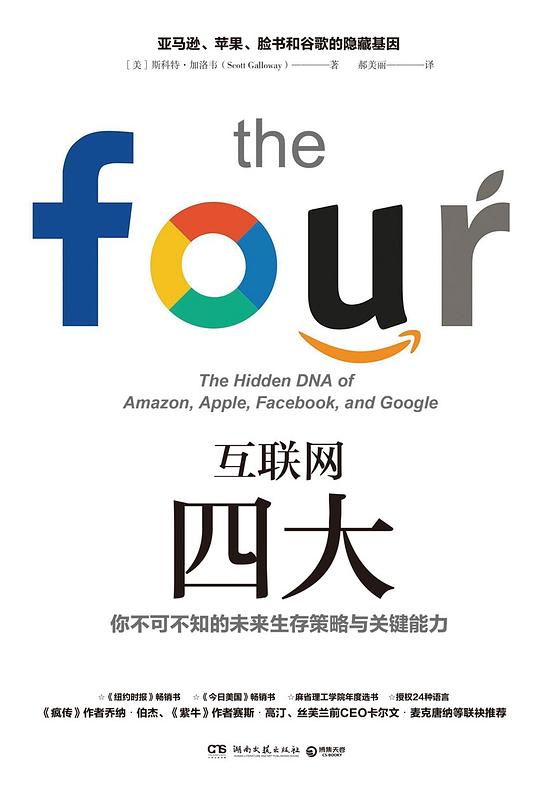 亚马逊、苹果、脸书和谷歌的隐藏基因
［美］斯科特·加洛韦（Scott Galloway）————著 郝美丽————译
the
four
The Hidden DNA of
Amazon, Apple, Facebook, and Google
互联网
四大
你不可不知的未来生存策略与关键能力
☆《纽约时报》畅销书 ☆《今日美国》畅销书 ☆麻省理工学院年度选书 ☆授权24种语言
《疯传》作者乔纳·伯杰、《紫牛》作者赛斯·高汀、丝芙兰前CEO卡尔文·麦克唐纳等联袂推荐
湖南文艺出版社 博集天卷
CS-BOOKY